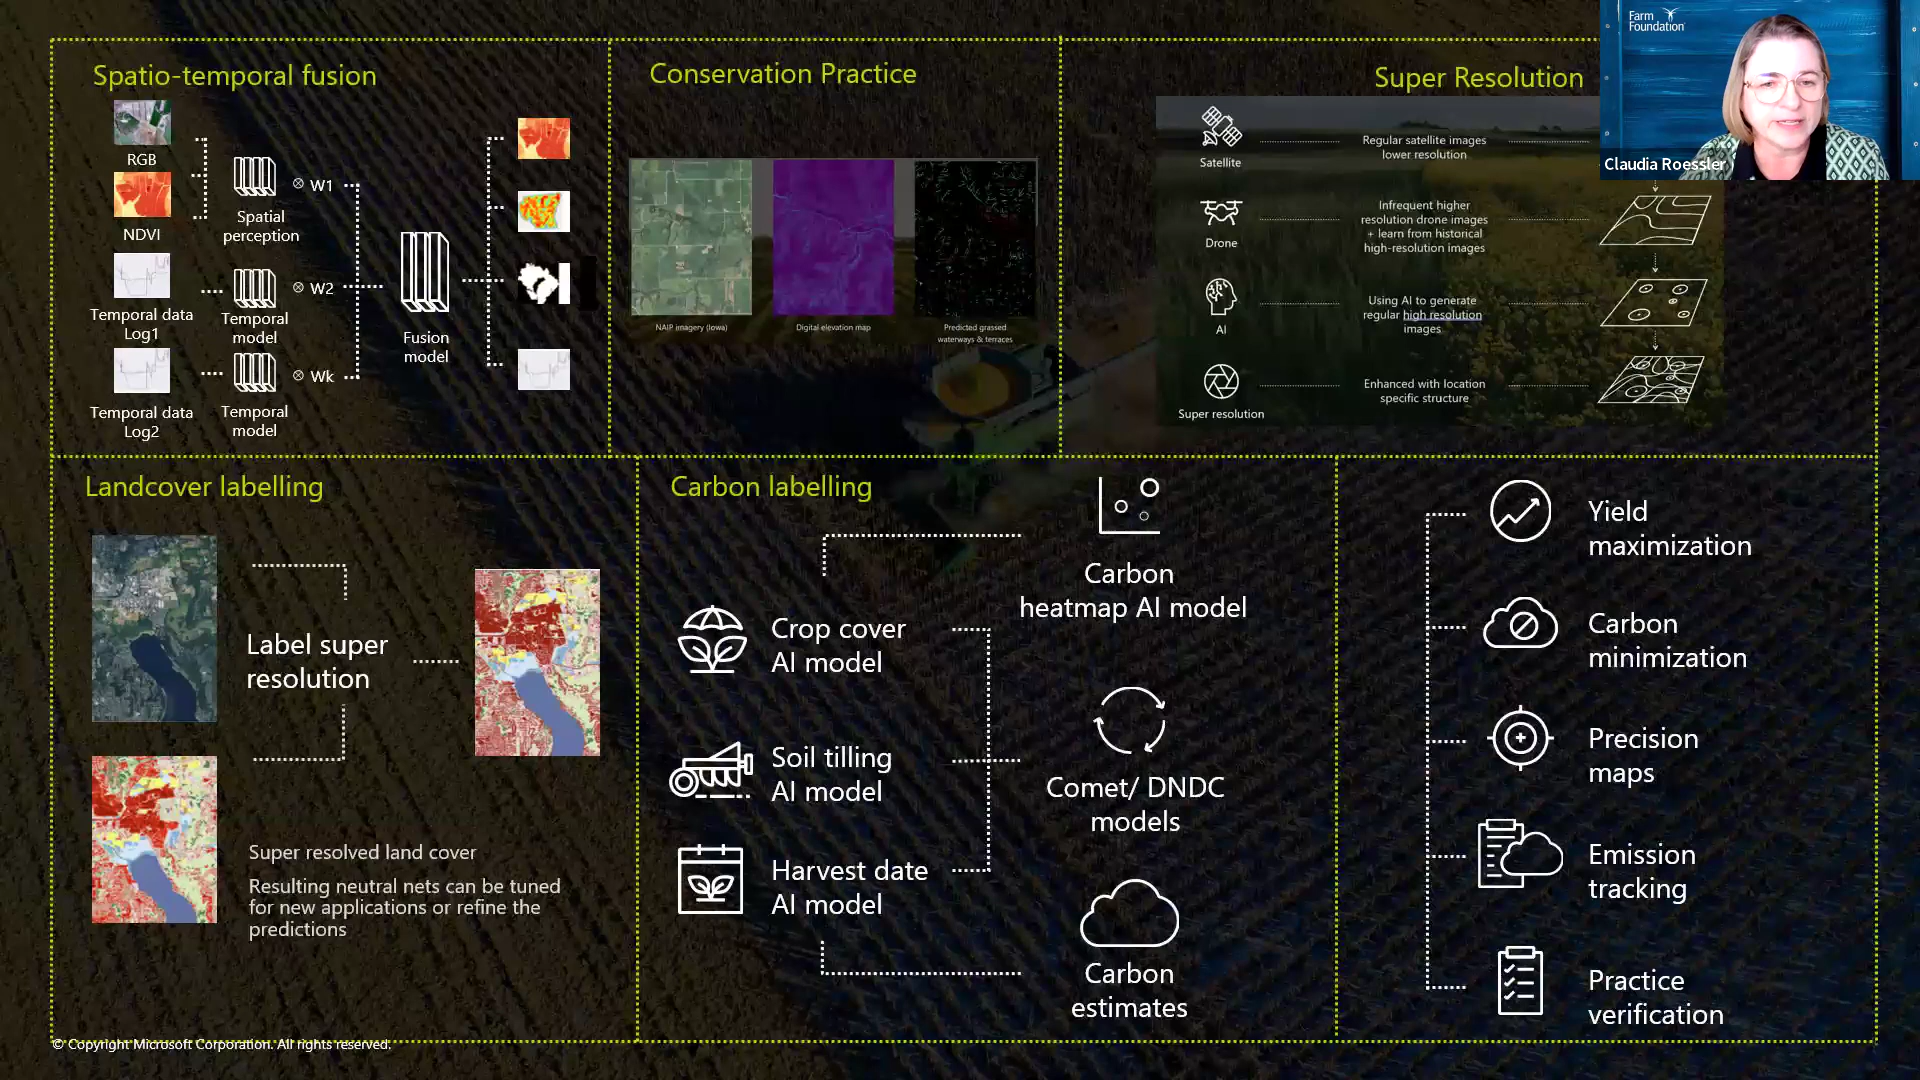 Farm
Foundation
Claudia Roessler
Spatio-temporal fusion
RGB
NDVI
Spatial
perception
W1
Temporal data
Log1
Temporal
model
W2
Temporal data
Log2
Temporal
model
Wk
Fusion
model
Conservation Practice
NAIP imagery (Iowa)
Digital elevation map
Predicted grassed
waterways & terraces
Super Resolution
Satellite
Regular satellite images
lower resolution
Drone
Infrequent higher
resolution drone images
+ learn from historical
high-resolution images
AI
Using AI to generate
regular high resolution
images
Super resolution
Enhanced with location
specific structure
Landcover labelling
Label super
resolution
Super resolved land cover
Resulting neutral nets can be tuned
for new applications or refine the
predictions
Carbon labelling
Crop cover
AI model
Soil tilling
AI model
Harvest date
AI model
Carbon
heatmap AI model
Comet/ DNDC
models
Carbon
estimates
Yield
maximization
Carbon
minimization
Precision
maps
Emission
tracking
Practice
verification
© Copyright Microsoft Corporation. All rights reserved.